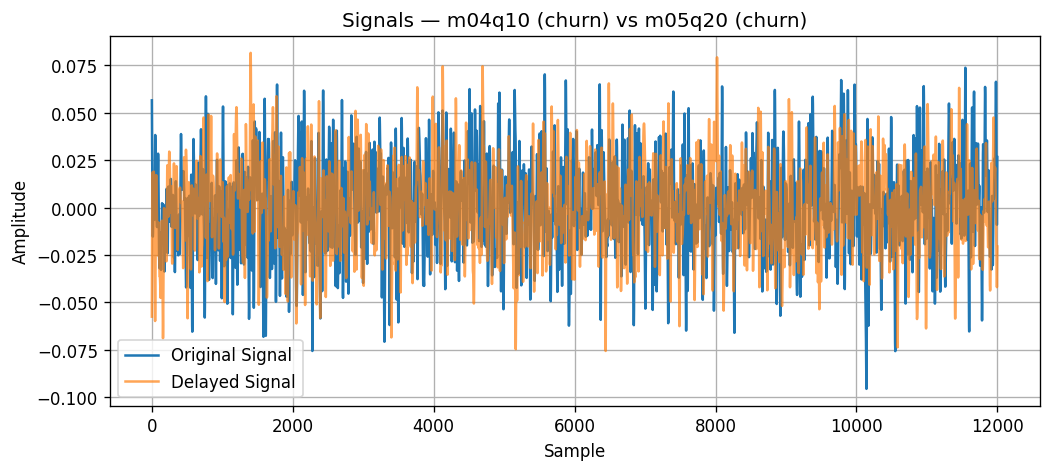 Signals — m04q10 (churn) vs m05q20 (churn)
Amplitude
0.075
0.050
0.025
0.000
−0.025
−0.050
−0.075
−0.100
Original Signal
Delayed Signal
0 2000 4000 6000 8000 10000 12000
Sample